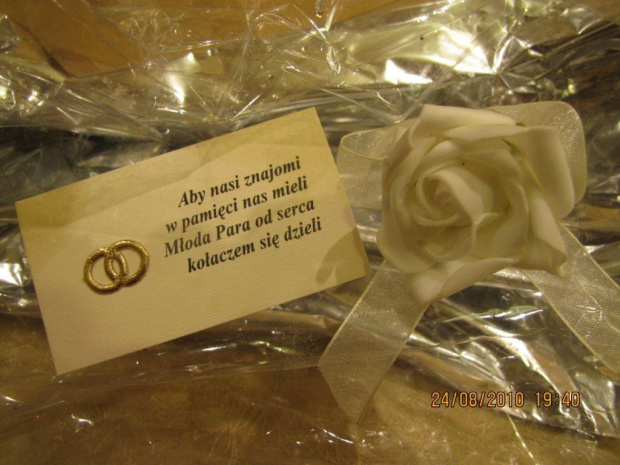 Aby nasi znajomi
w pamięci nas mieli
Młoda Para od serca
kołaczem się dzieli
24/08/2010 19:40